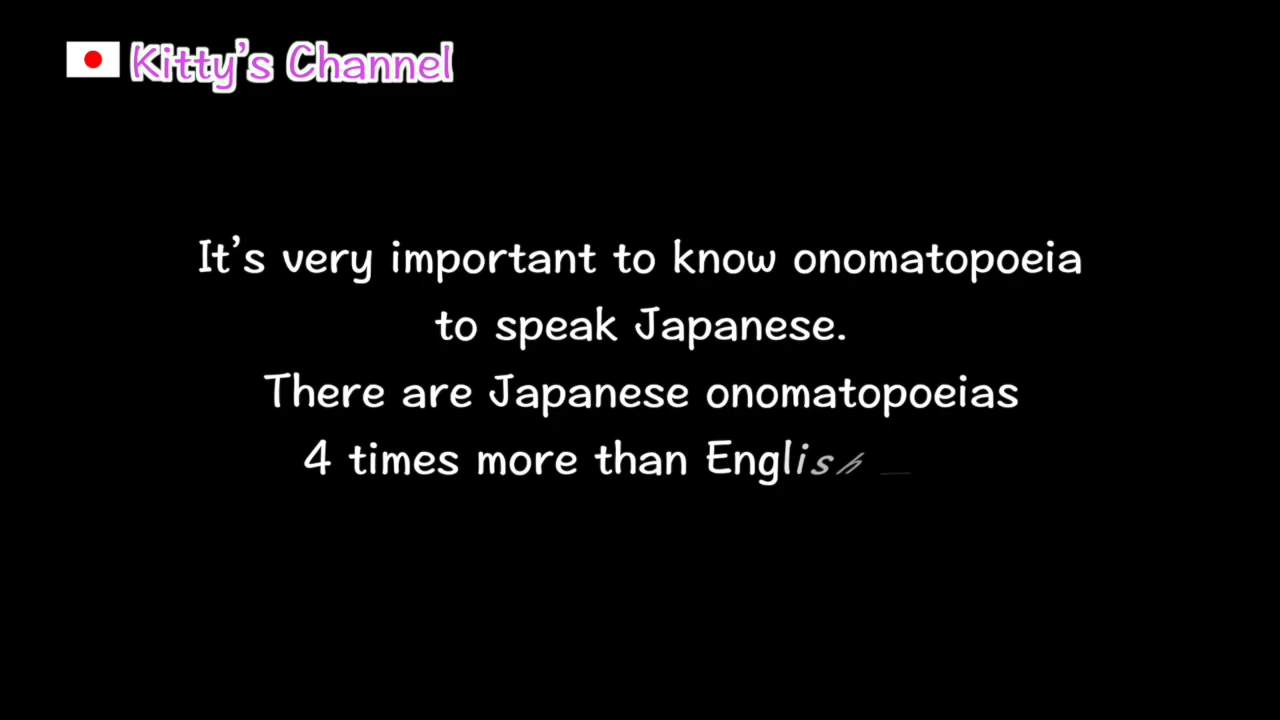 Kitty's Channel
It's very important to know onomatopoeia
to speak Japanese.
There are Japanese onomatopoeias
4 times more than English